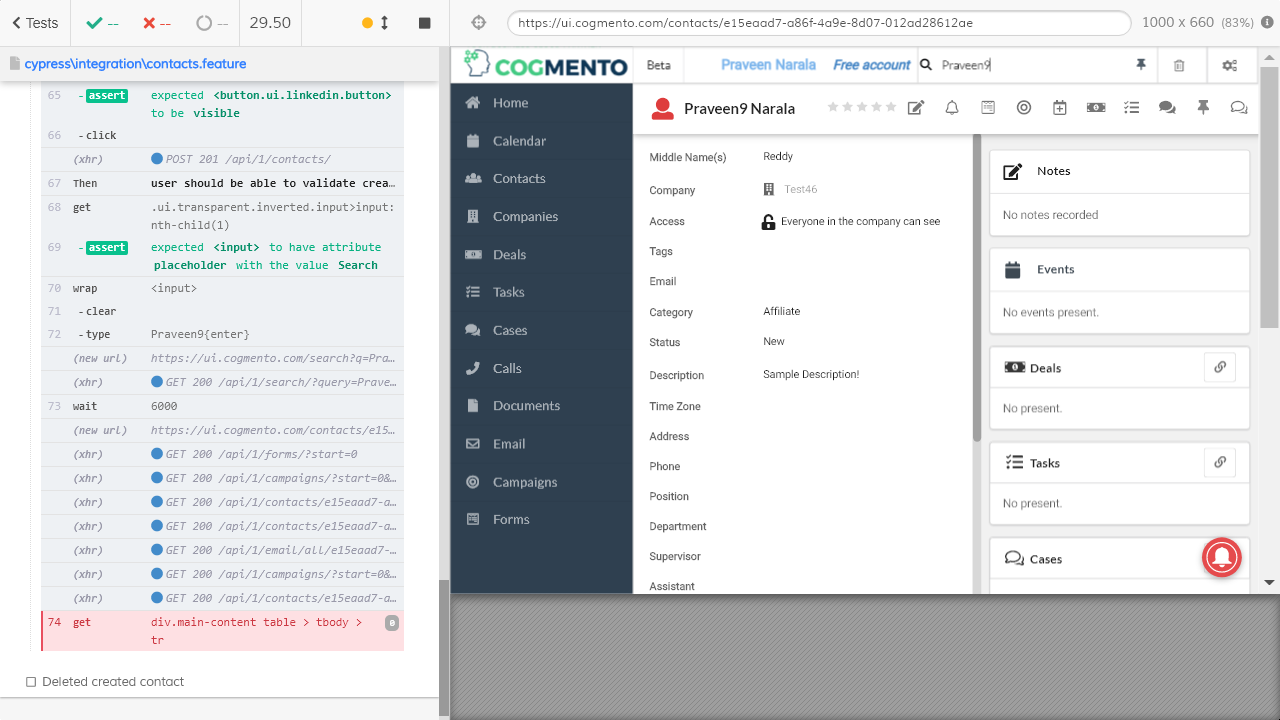 Tests
--
--
--
29.50
https://ui.cogmento.com/contacts/e15eaad7-a86f-4a9e-8d07-012ad28612ae
1000 x 660 (83%)
cypress\integration\contacts.feature
65 - assert expected <button.ui.linkedin.button>
to be visible
66 - click
(xhr) POST 201 /api/1/contacts/
67 Then user should be able to validate crea...
68 get .ui.transparent.inverted.input>input:
nth-child(1)
69 - assert expected <input> to have attribute
placeholder with the value Search
70 wrap <input>
71 - clear
72 - type Praveen9{enter}
(new url) https://ui.cogmento.com/search?q=Pra...
(xhr) GET 200 /api/1/search/?query=Prave...
73 wait 6000
(new url) https://ui.cogmento.com/contacts/e15...
(xhr) GET 200 /api/1/forms/?start=0
(xhr) GET 200 /api/1/campaigns/?start=0&...
(xhr) GET 200 /api/1/contacts/e15eaad7-a...
(xhr) GET 200 /api/1/contacts/e15eaad7-a...
(xhr) GET 200 /api/1/email/all/e15eaad7-...
(xhr) GET 200 /api/1/campaigns/?start=0&...
(xhr) GET 200 /api/1/contacts/e15eaad7-a...
74 get div.main-content table > tbody > 0
tr
Deleted created contact
COGMENTO
Beta
Praveen Narala
Free account
Praveen9
Home
Calendar
Contacts
Companies
Deals
Tasks
Cases
Calls
Documents
Email
Campaigns
Forms
Praveen9 Narala
Middle Name(s) Reddy
Company Test46
Access Everyone in the company can see
Tags
Email
Category Affiliate
Status New
Description Sample Description!
Time Zone
Address
Phone
Position
Department
Supervisor
Assistant
Notes
No notes recorded
Events
No events present.
Deals
No present.
Tasks
No present.
Cases